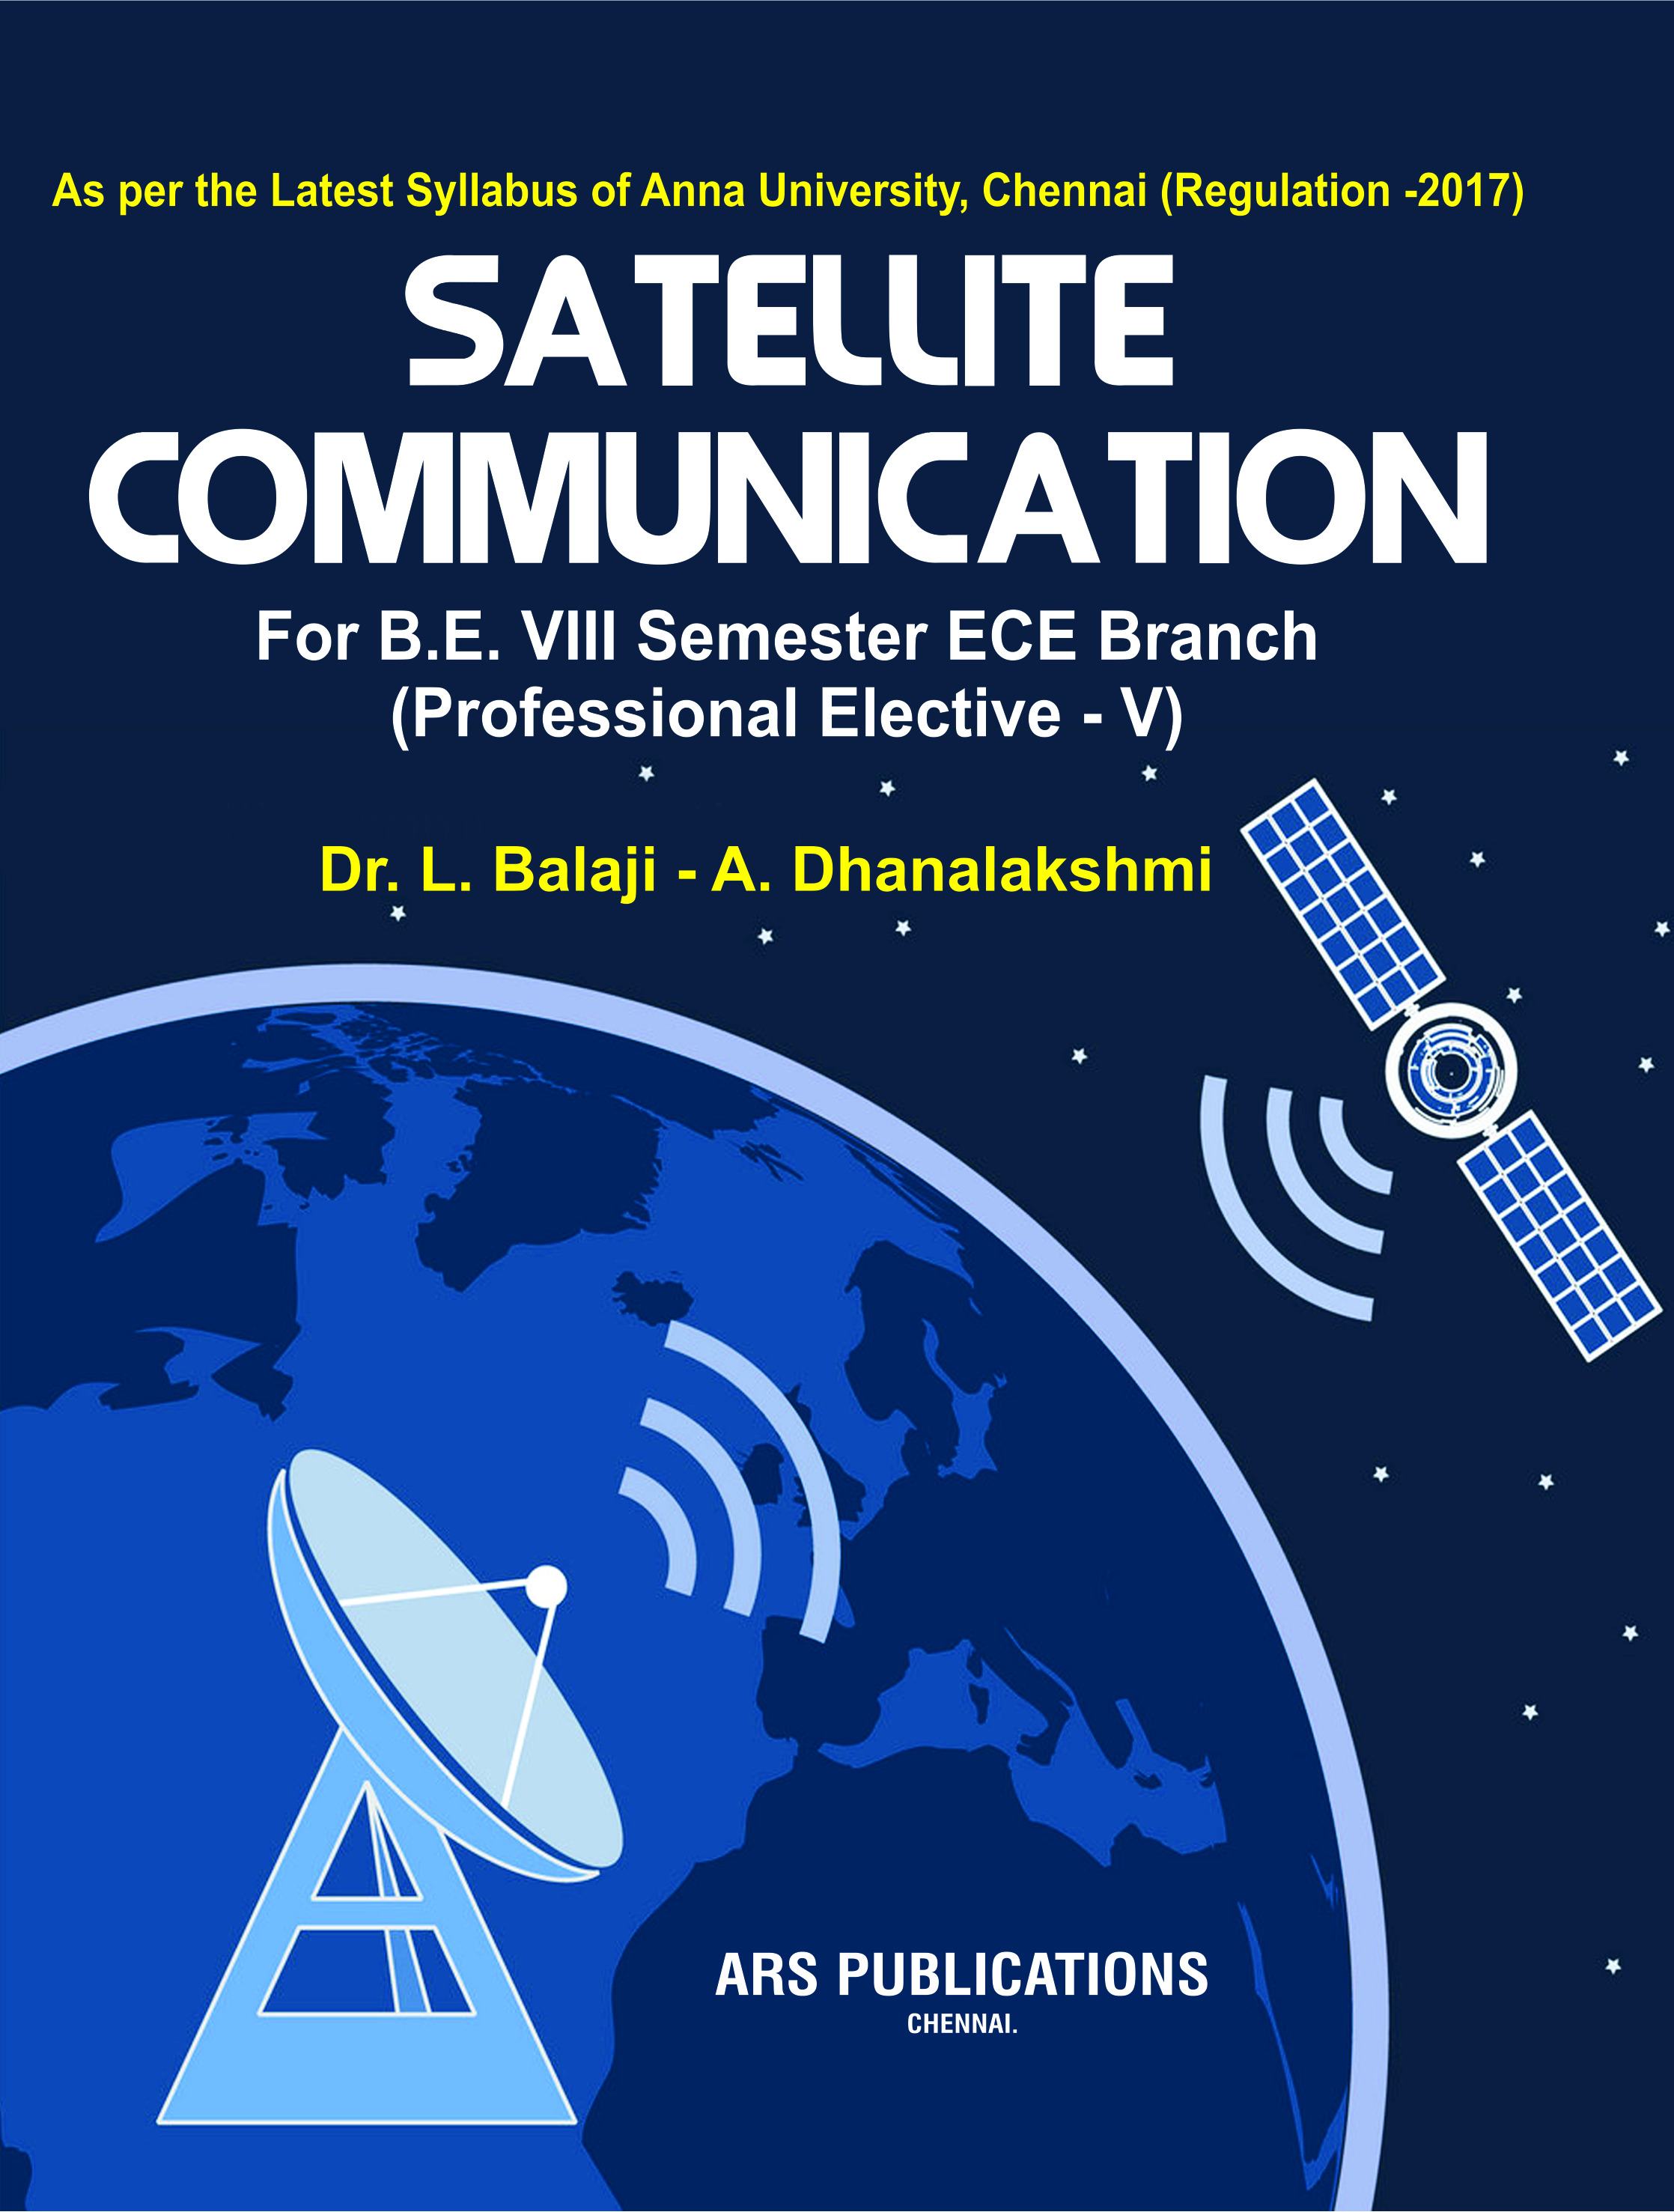 As per the Latest Syllabus of Anna University, Chennai (Regulation -2017)
SATELLITE
COMMUNICATION
For B.E. VIII Semester ECE Branch
(Professional Elective - V)
Dr. L. Balaji - A. Dhanalakshmi
ARS PUBLICATIONS
CHENNAI.